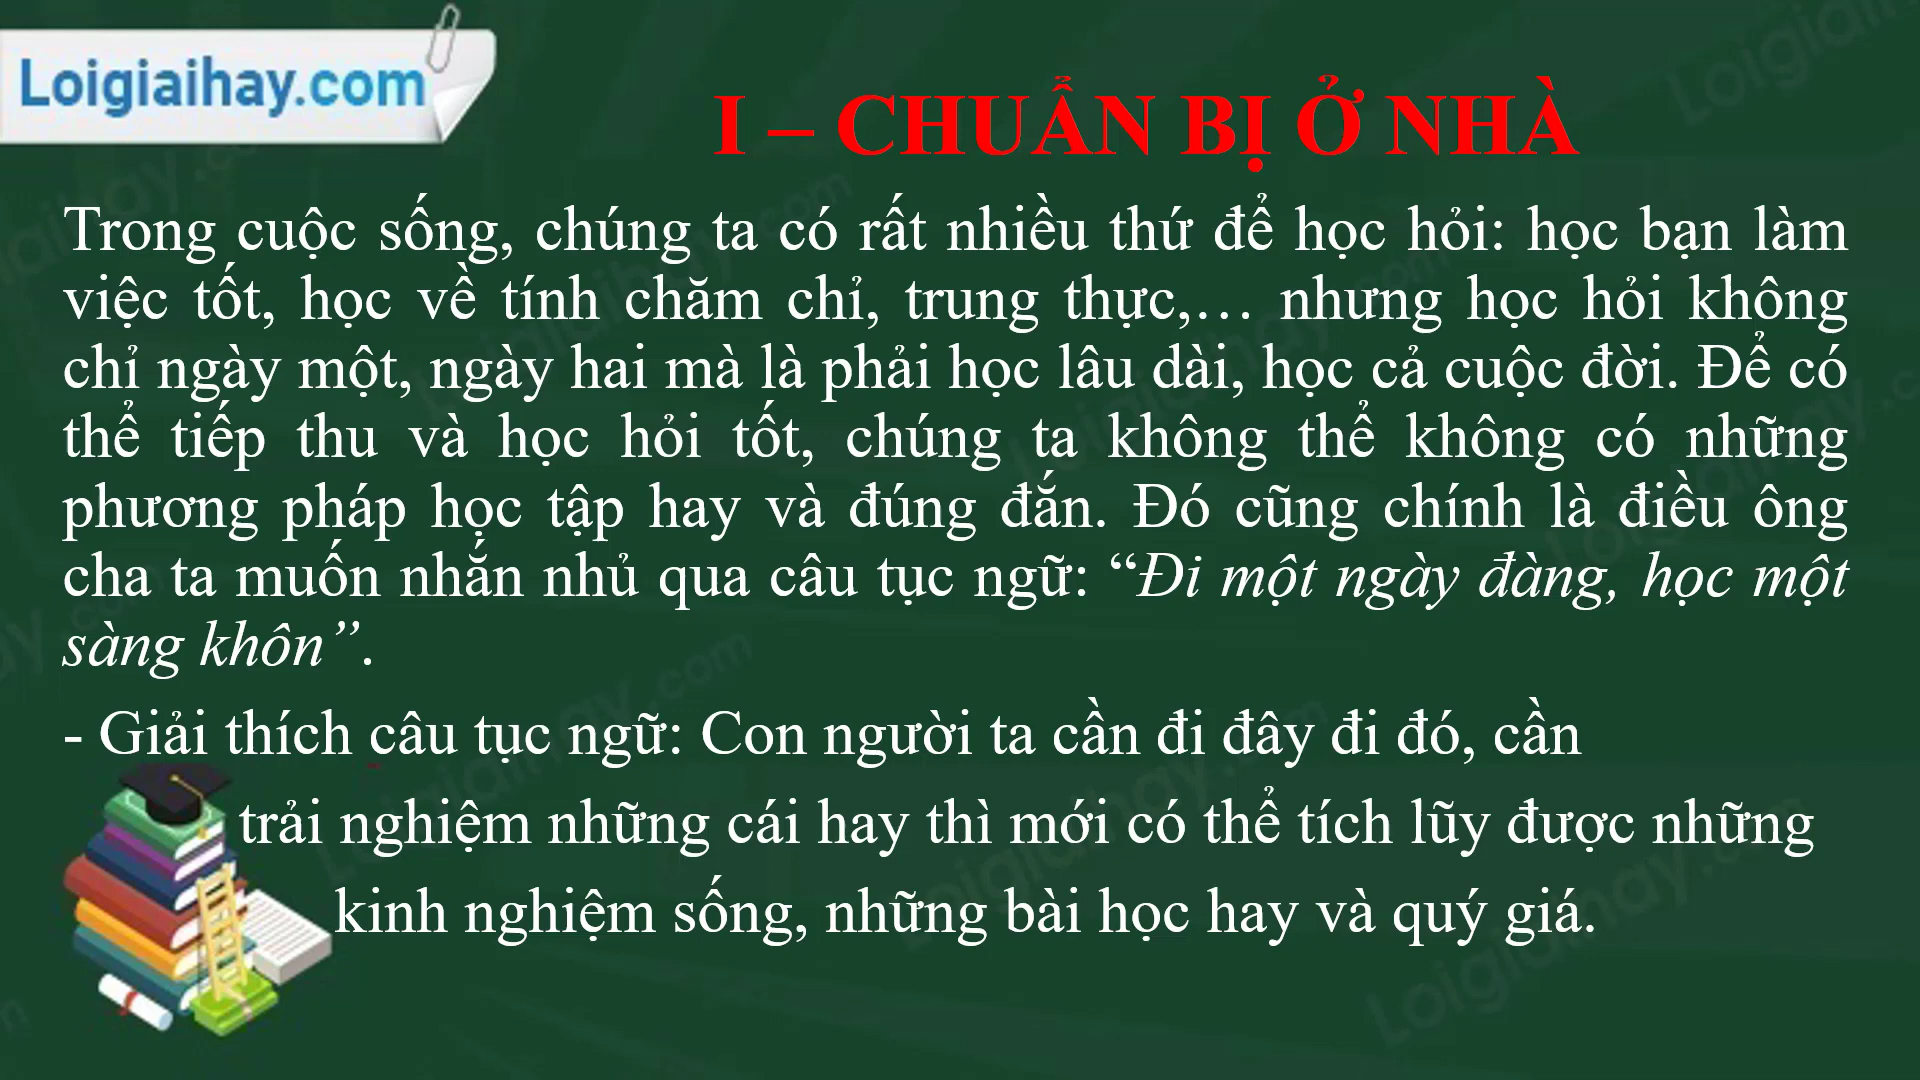 Loigiaihay.com
I – CHUẨN BỊ Ở NHÀ
Trong cuộc sống, chúng ta có rất nhiều thứ để học hỏi: học bạn làm
việc tốt, học về tính chăm chỉ, trung thực,… nhưng học hỏi không
chỉ ngày một, ngày hai mà là phải học lâu dài, học cả cuộc đời. Để có
thể tiếp thu và học hỏi tốt, chúng ta không thể không có những
phương pháp học tập hay và đúng đắn. Đó cũng chính là điều ông
cha ta muốn nhắn nhủ qua câu tục ngữ: “Đi một ngày đàng, học một
sàng khôn”.
- Giải thích câu tục ngữ: Con người ta cần đi đây đi đó, cần
trải nghiệm những cái hay thì mới có thể tích lũy được những
kinh nghiệm sống, những bài học hay và quý giá.